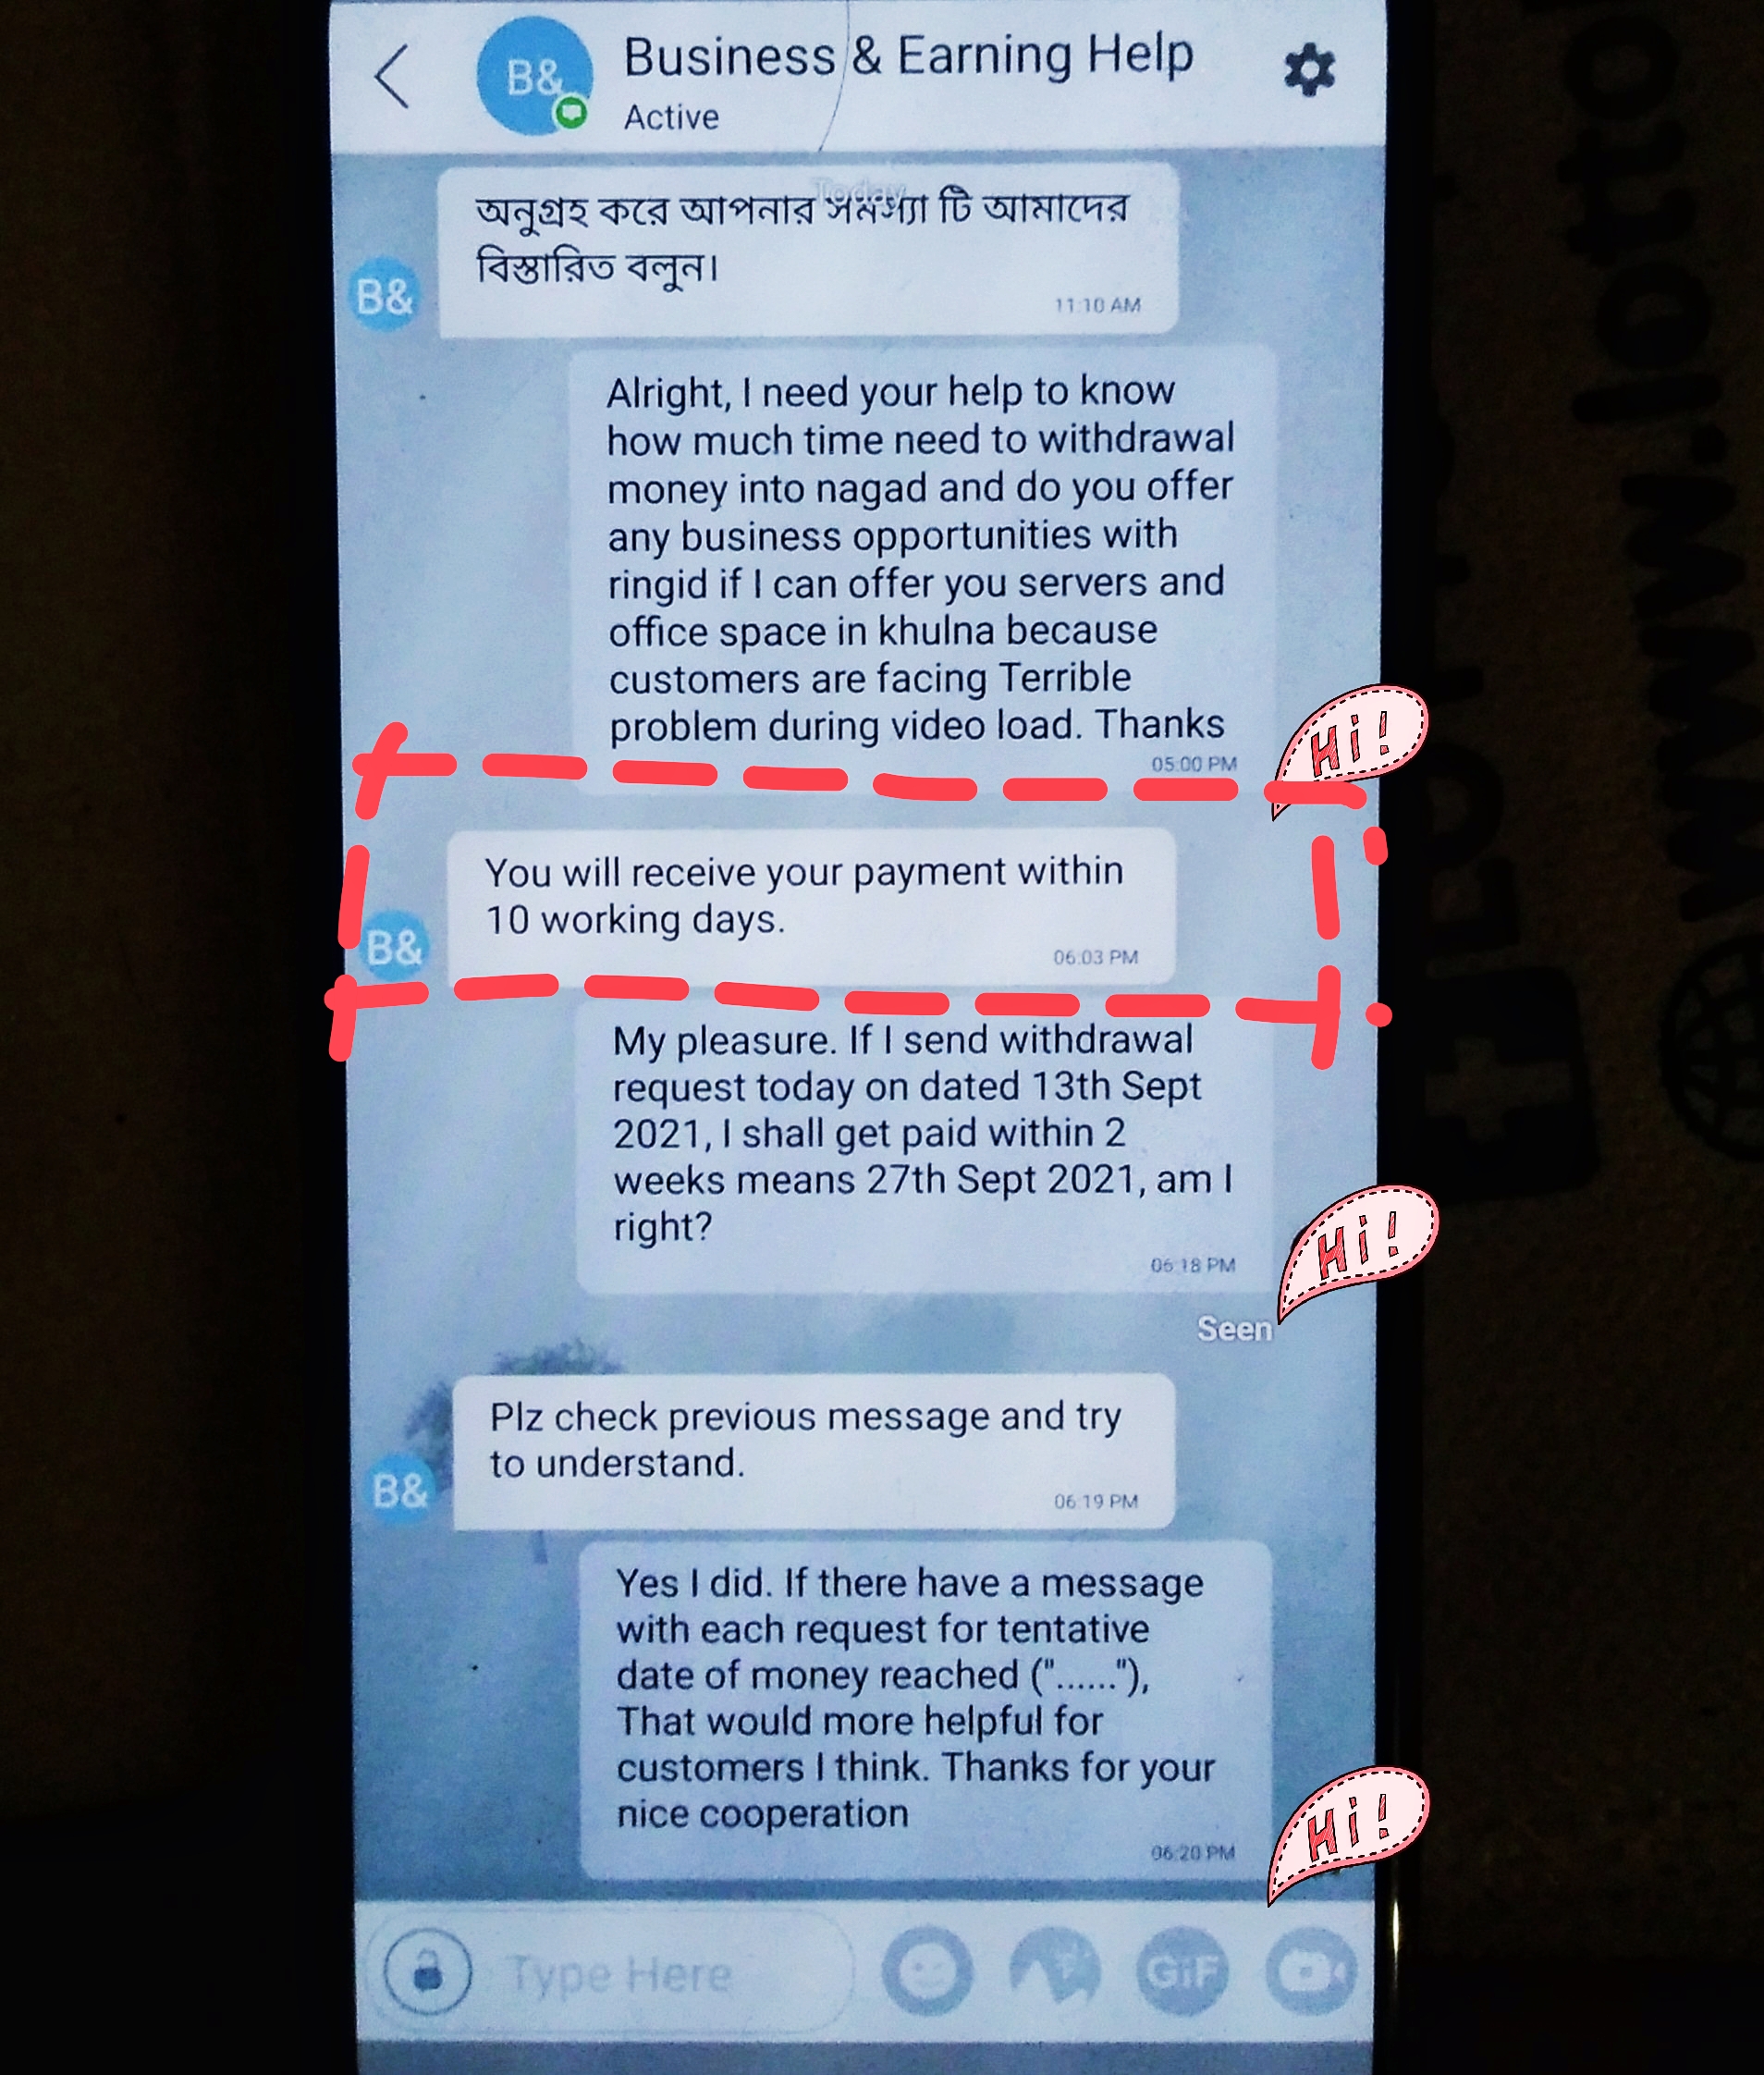 B&
Business & Earning Help
Active
Today
অনুগ্রহ করে আপনার সমস্যা টি আমাদের
বিস্তারিত বলুন।
11:10 AM
B&
Alright, I need your help to know
how much time need to withdrawal
money into nagad and do you offer
any business opportunities with
ringid if I can offer you servers and
office space in khulna because
customers are facing Terrible
problem during video load. Thanks
05:00 PM
Hi!
You will receive your payment within
10 working days.
06:03 PM
B&
My pleasure. If I send withdrawal
request today on dated 13th Sept
2021, I shall get paid within 2
weeks means 27th Sept 2021, am I
right?
06:18 PM
Hi!
Seen
Plz check previous message and try
to understand.
06:19 PM
B&
Yes I did. If there have a message
with each request for tentative
date of money reached ("......"),
That would more helpful for
customers I think. Thanks for your
nice cooperation
06:20 PM
Hi!
Type Here
GiF